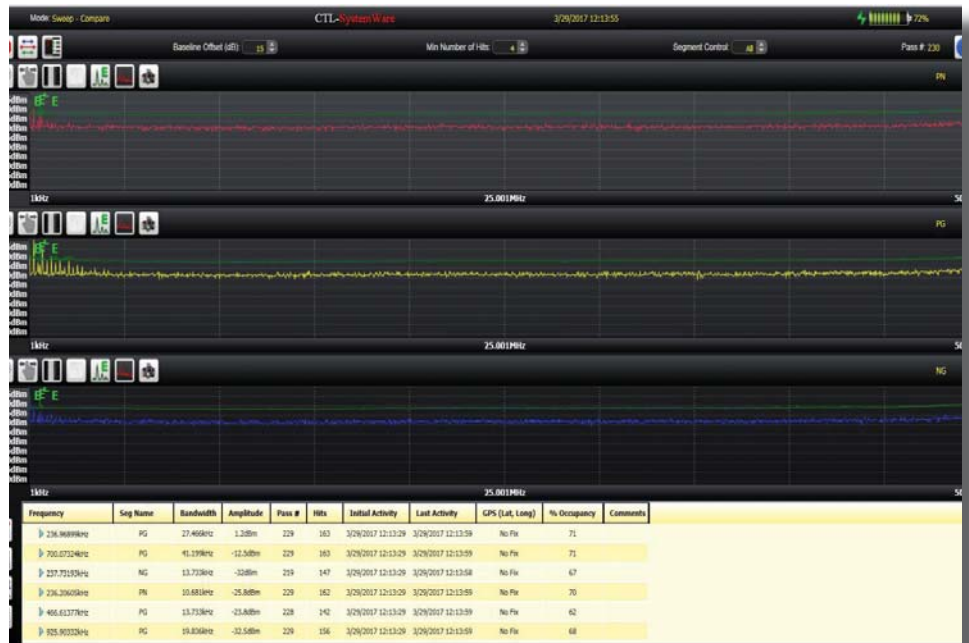 Mode: Sweep - Compare CTL-SystemWare 3/29/2017 12:13:55 72%
Baseline Offset (dB): 15 Min Number of Hits: 4 Segment Control: All Pass #: 230
PN
E E
1kHz 25.001MHz 50
PG
E E
1kHz 25.001MHz 50
NG
E E
1kHz 25.001MHz 50
Frequency Seg Name Bandwidth Amplitude Pass # Hits Initial Activity Last Activity GPS (Lat, Long) % Occupancy Comments
236.96899kHz PG 27.466kHz 1.2dBm 229 163 3/29/2017 12:13:29 3/29/2017 12:13:59 No Fix 71
700.07324kHz PG 41.199kHz -12.5dBm 229 163 3/29/2017 12:13:29 3/29/2017 12:13:59 No Fix 71
237.73193kHz NG 13.733kHz -32dBm 219 147 3/29/2017 12:13:29 3/29/2017 12:13:58 No Fix 67
236.20605kHz PN 10.681kHz -25.8dBm 229 162 3/29/2017 12:13:29 3/29/2017 12:13:59 No Fix 70
466.61377kHz PG 13.733kHz -23.8dBm 228 142 3/29/2017 12:13:29 3/29/2017 12:13:59 No Fix 62
925.90332kHz PG 19.836kHz -32.5dBm 229 156 3/29/2017 12:13:29 3/29/2017 12:13:59 No Fix 68